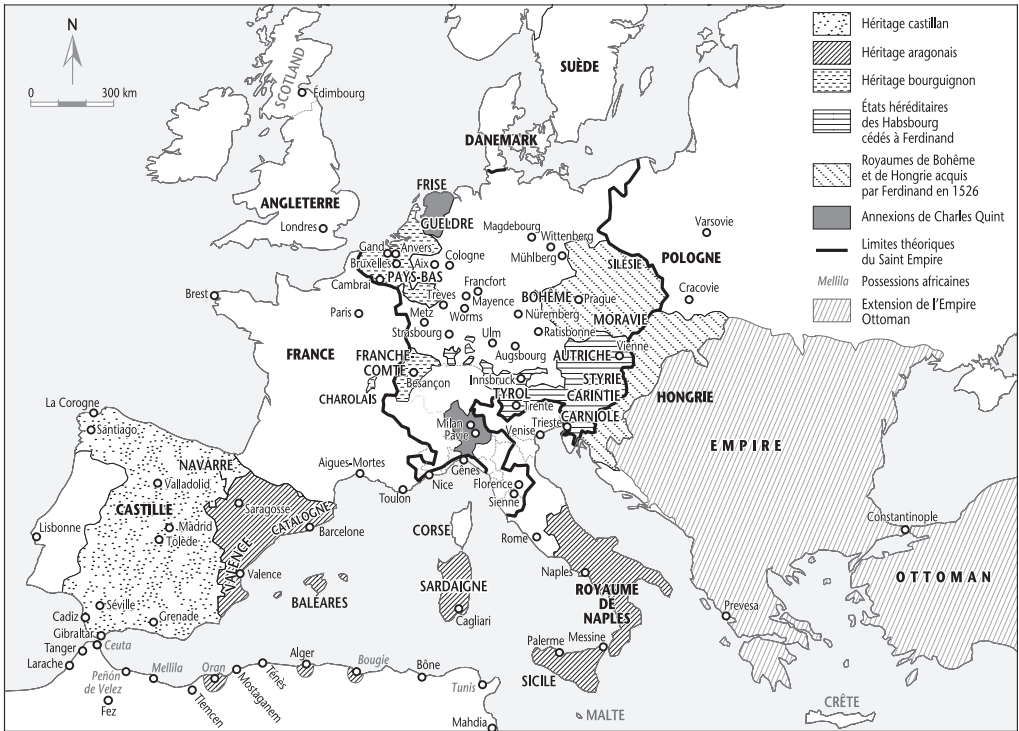 N
0 300 km
SCOTLAND
Édimbourg
SUÈDE
DANEMARK
ANGLETERRE
Londres
FRISE
GUELDRE
Magdebourg
Wittenberg
Mühlberg
Varsovie
POLOGNE
SILÉSIE
Cracovie
Gand
Anvers
Bruxelles
Aix
Cologne
PAYS-BAS
Cambrai
Francfort
Trèves
Mayence
BOHÊME
Prague
Brest
Paris
Metz
Worms
Nüremberg
MORAVIE
Strasbourg
Ulm
Ratisbonne
Augsbourg
Vienne
FRANCE
FRANCHE
COMTÉ
Besançon
AUTRICHE
Innsbruck
STYRIE
TYROL
CARINTIE
HONGRIE
CHAROLAIS
Trente
CARNIOLE
Milan
Pavie
Venise
Trieste
La Corogne
Santiago
NAVARRE
Valladolid
Aigues-Mortes
Toulon
Nice
Gênes
Florence
Sienne
EMPIRE
Saragosse
CATALOGNE
CASTILLE
Madrid
Tolède
Barcelone
CORSE
Rome
Constantinople
Lisbonne
VALENCE
Valence
BALÉARES
SARDAIGNE
Cagliari
Naples
ROYAUME
DE
NAPLES
OTTOMAN
Prevesa
Séville
Cadiz
Grenade
Gibraltar
Tanger
Ceuta
Larache
Palerme
Messine
SICILE
Peñón
de Velez
Mellila
Oran
Ténès
Alger
Bougie
Bône
Tunis
Fez
Tlemcen
Mostaganem
Mahdia
MALTE
CRÊTE
Héritage castillan
Héritage aragonais
Héritage bourguignon
États héréditaires
des Habsbourg
cédés à Ferdinand
Royaumes de Bohême
et de Hongrie acquis
par Ferdinand en 1526
Annexions de Charles Quint
Limites théoriques
du Saint Empire
Mellila Possessions africaines
Extension de l'Empire
Ottoman